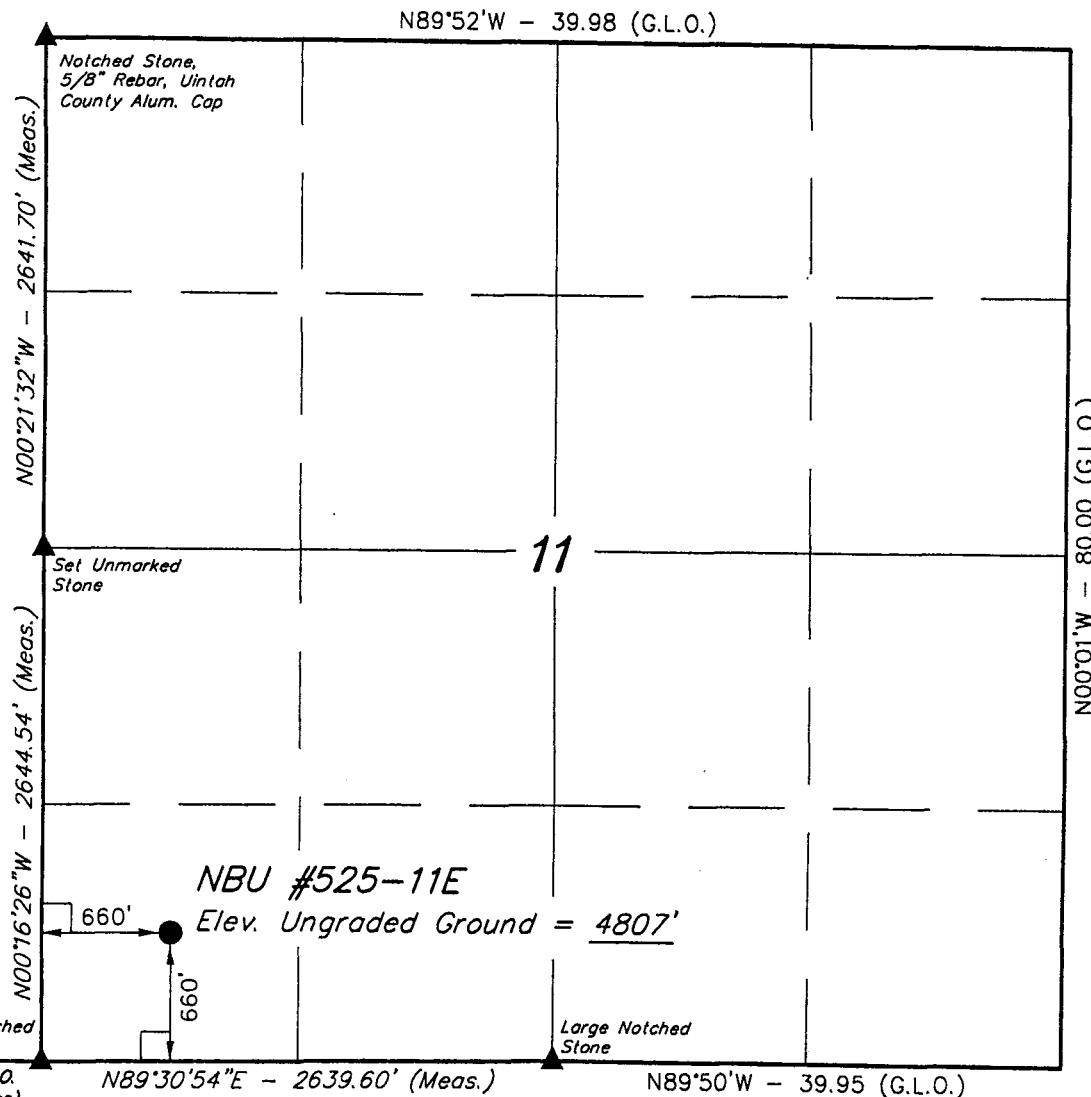 N89°52'W - 39.98 (G.L.O.)
Notched Stone,
5/8" Rebar, Uintah
County Alum. Cap
N00°21'32"W - 2641.70' (Meas.)
N00°01'W - 80.00 (G.L.O.)
11
Set Unmarked
Stone
N00°16'26"W - 2644.54' (Meas.)
NBU #525-11E
Elev. Ungraded Ground = 4807'
660'
660'
Large Notched
Stone
N89°30'54"E - 2639.60' (Meas.)
N89°50'W - 39.95 (G.L.O.)